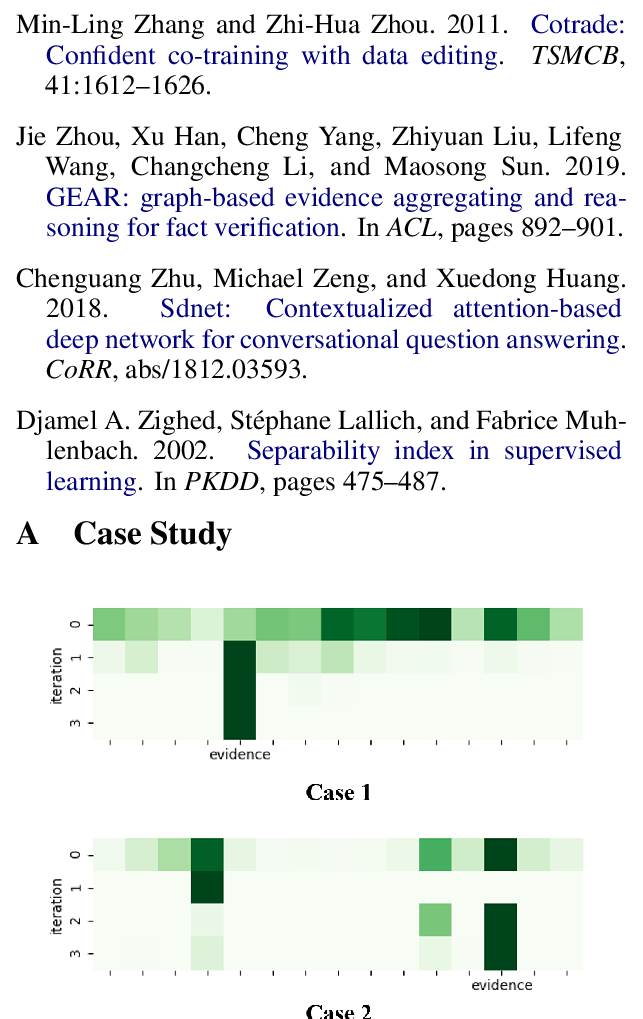 Min-Ling Zhang and Zhi-Hua Zhou. 2011. Cotrade:
Confident co-training with data editing. TSMCB,
41:1612–1626.
Jie Zhou, Xu Han, Cheng Yang, Zhiyuan Liu, Lifeng
Wang, Changcheng Li, and Maosong Sun. 2019.
GEAR: graph-based evidence aggregating and rea-
soning for fact verification. In ACL, pages 892–901.
Chenguang Zhu, Michael Zeng, and Xuedong Huang.
2018. Sdnet: Contextualized attention-based
deep network for conversational question answering.
CoRR, abs/1812.03593.
Djamel A. Zighed, Stéphane Lallich, and Fabrice Muh-
lenbach. 2002. Separability index in supervised
learning. In PKDD, pages 475–487.
A Case Study
iteration
0
1
2
3
evidence
Case 1
iteration
0
1
2
3
evidence
Case 2